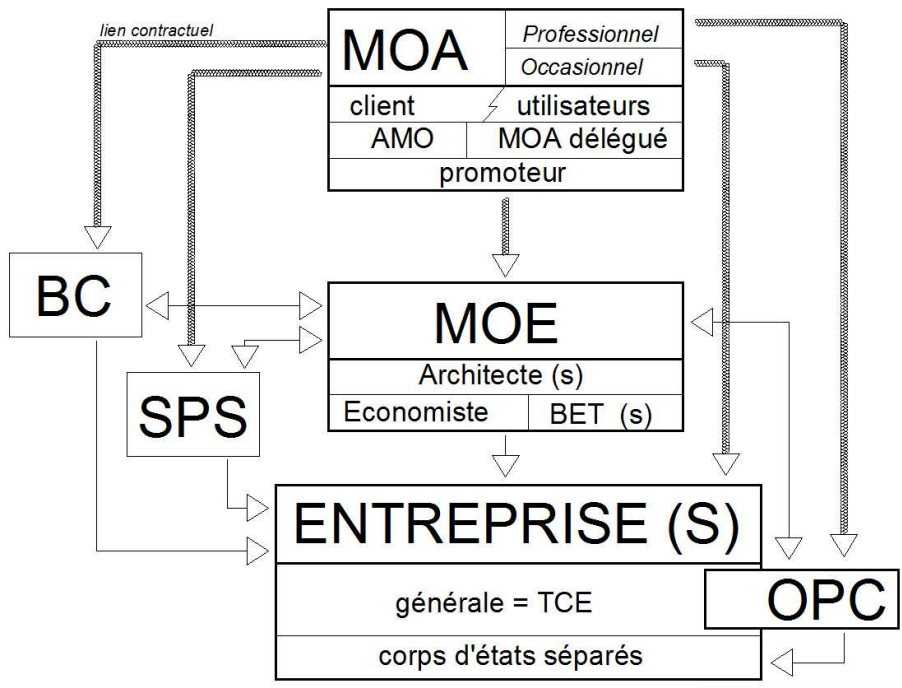 lien contractuel
MOA
Professionnel
Occasionnel
client utilisateurs
AMO MOA délégué
promoteur
BC
MOE
Architecte (s)
Economiste BET (s)
SPS
ENTREPRISE (S)
générale = TCE
OPC
corps d'états séparés